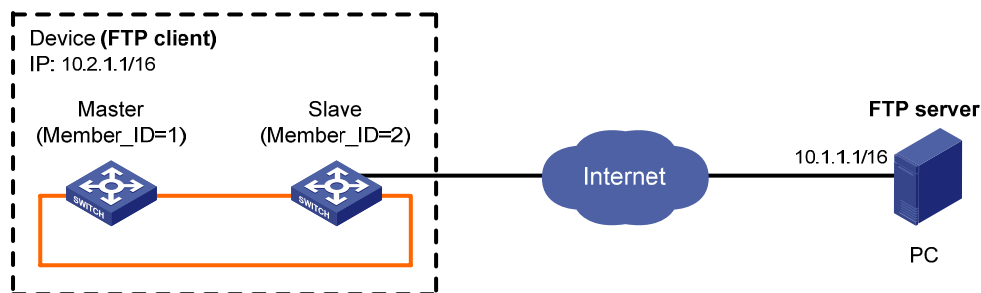 Device (FTP client)
IP: 10.2.1.1/16
Master
(Member_ID=1)
Slave
(Member_ID=2)
SWITCH
SWITCH
Internet
FTP server
10.1.1.1/16
PC